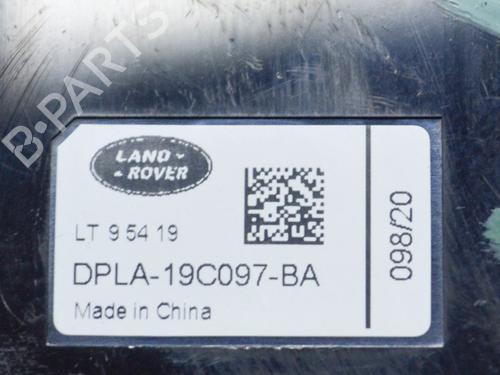 B-PARTS
LAND
ROVER
LT 9 54 19
DPLA-19C097-BA
Made in China
098/20